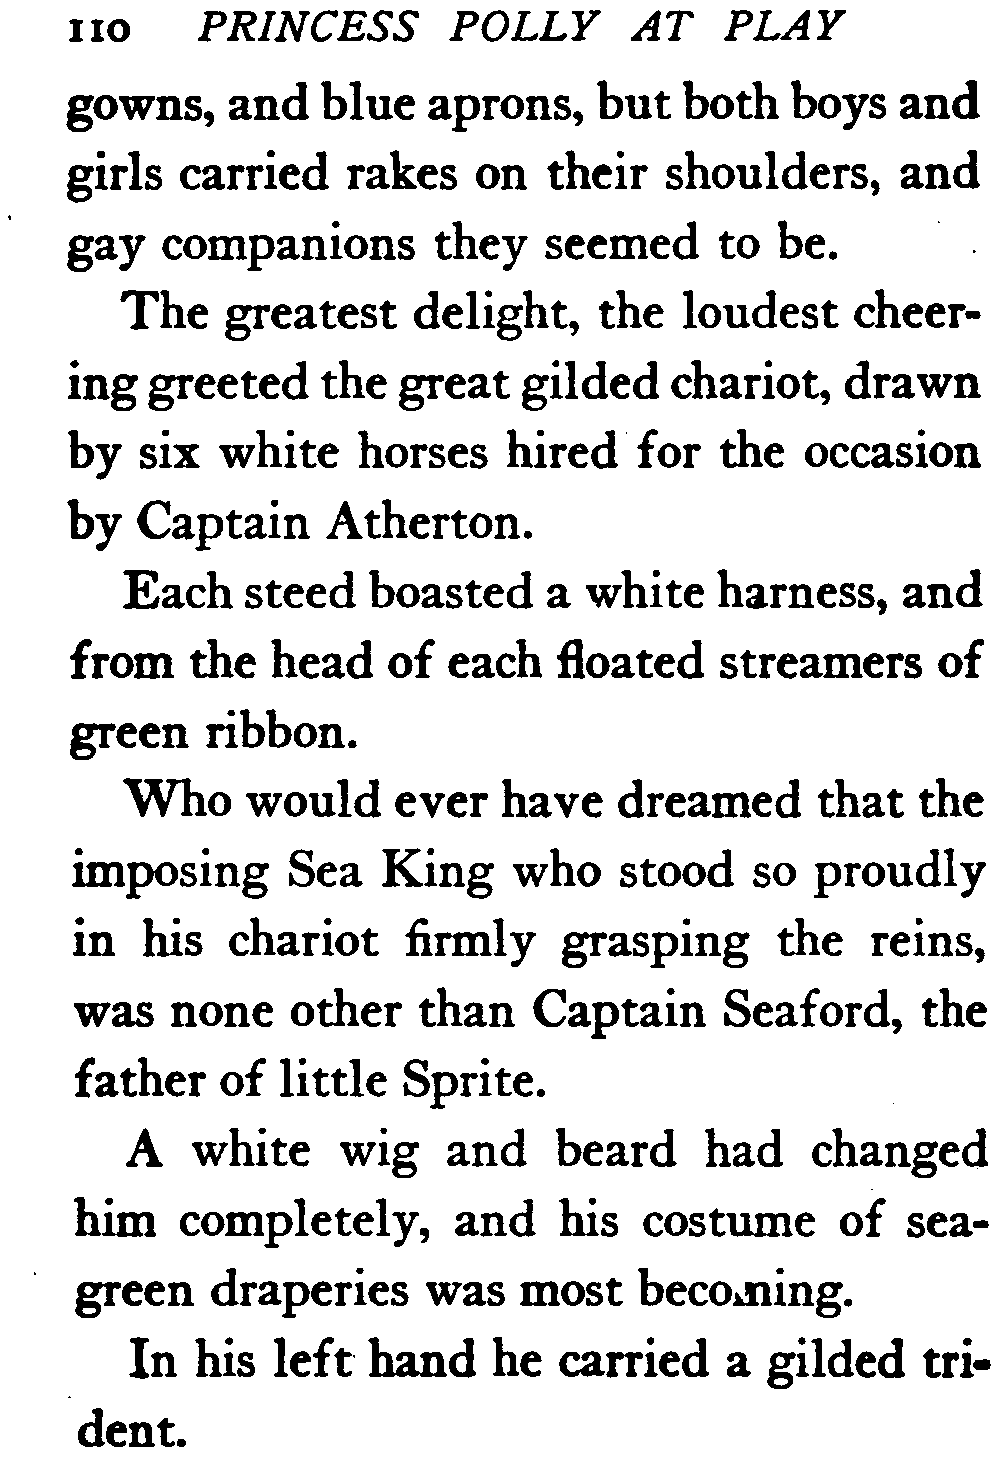 110 PRINCESS POLLY AT PLAY
gowns, and blue aprons, but both boys and
girls carried rakes on their shoulders, and
gay companions they seemed to be.
The greatest delight, the loudest cheer-
ing greeted the great gilded chariot, drawn
by six white horses hired for the occasion
by Captain Atherton.
Each steed boasted a white harness, and
from the head of each floated streamers of
green ribbon.
Who would ever have dreamed that the
imposing Sea King who stood so proudly
in his chariot firmly grasping the reins,
was none other than Captain Seaford, the
father of little Sprite.
A white wig and beard had changed
him completely, and his costume of sea-
green draperies was most becoming.
In his left hand he carried a gilded tri-
dent.